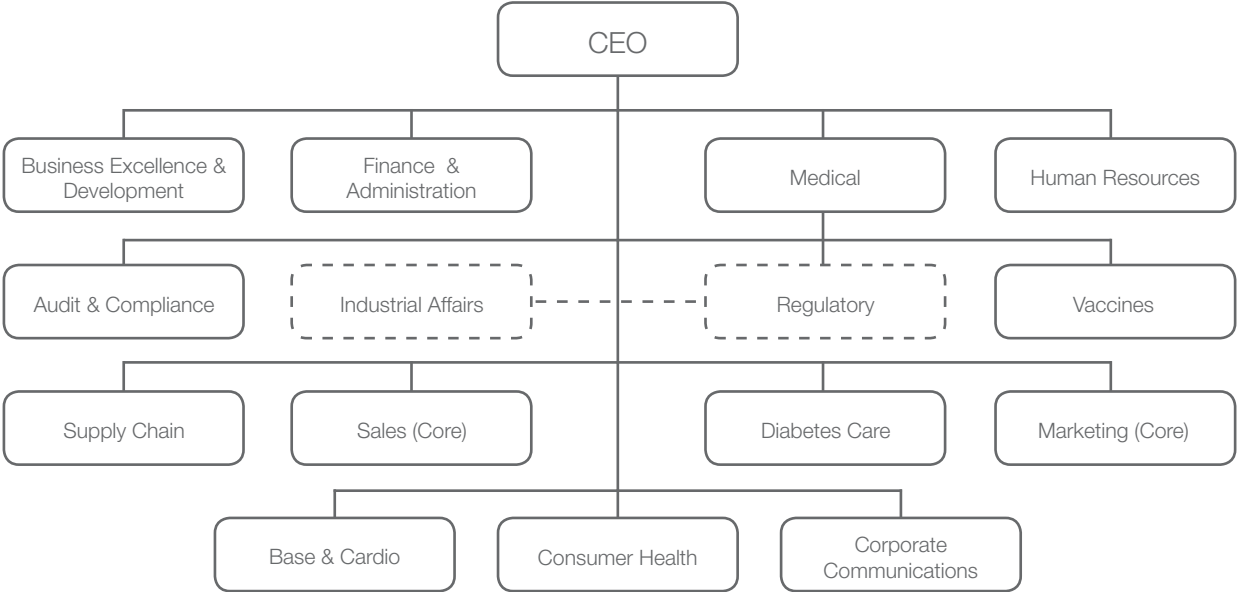 CEO
Business Excellence &
Development
Finance &
Administration
Medical
Human Resources
Audit & Compliance
Industrial Affairs
Regulatory
Vaccines
Supply Chain
Sales (Core)
Diabetes Care
Marketing (Core)
Base & Cardio
Consumer Health
Corporate
Communications